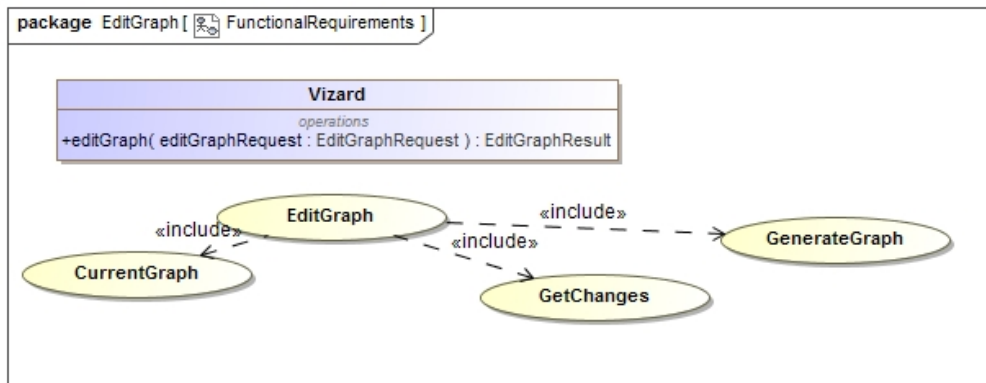 package EditGraph [ FunctionalRequirements ]
Vizard
operations
+editGraph( editGraphRequest : EditGraphRequest ) : EditGraphResult
EditGraph
«include»
«include»
«include»
GenerateGraph
CurrentGraph
GetChanges